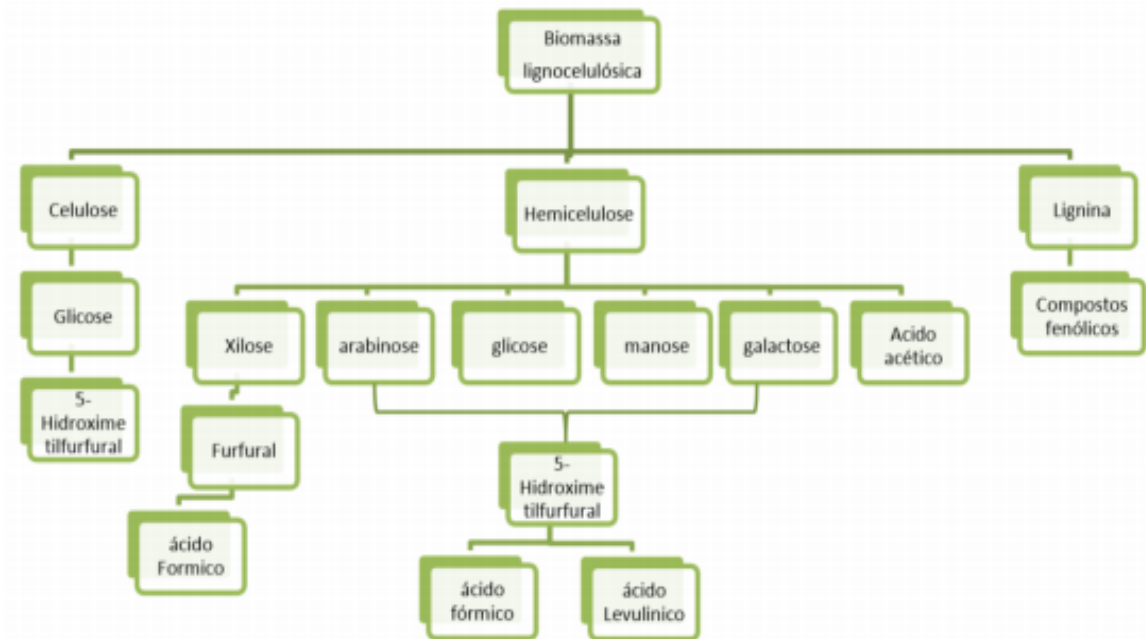 Biomassa
lignocelulósica
Celulose
Hemicelulose
Lignina
Glicose
Xilose
arabinose
glicose
manose
galactose
Acido
acético
Compostos
fenólicos
5-
Hidroxime
tilfurfural
Furfural
5-
Hidroxime
tilfurfural
ácido
Formico
ácido
fórmico
ácido
Levulinico